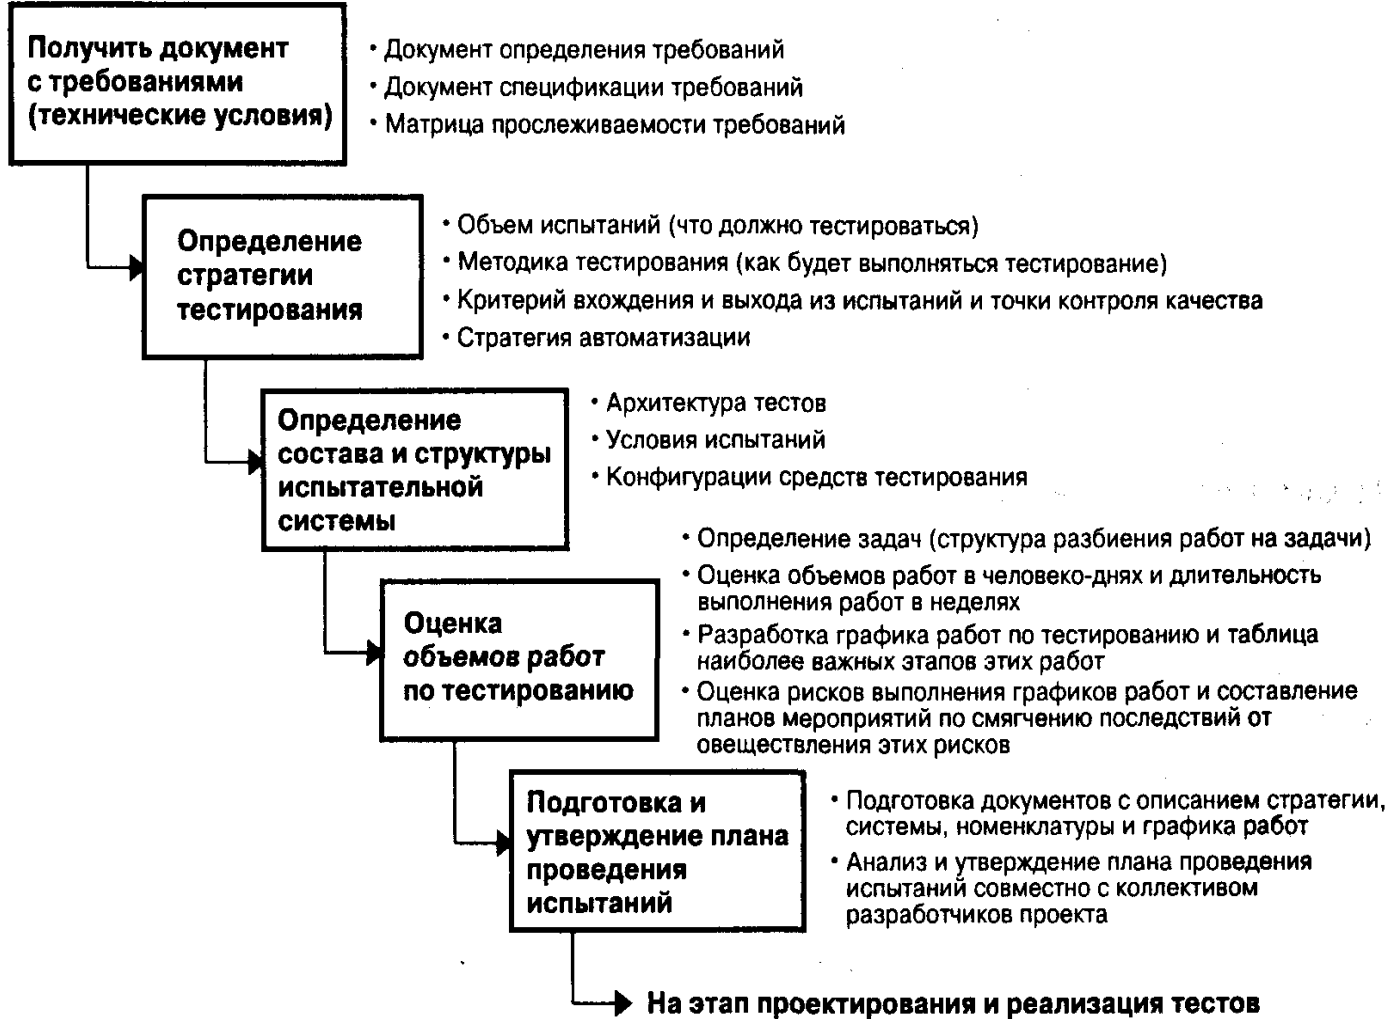 Получить документ
с требованиями
(технические условия)
• Документ определения требований
• Документ спецификации требований
• Матрица прослеживаемости требований
Определение
стратегии
тестирования
• Объем испытаний (что должно тестироваться)
• Методика тестирования (как будет выполняться тестирование)
• Критерий вхождения и выхода из испытаний и точки контроля качества
• Стратегия автоматизации
Определение
состава и структуры
испытательной
системы
• Архитектура тестов
• Условия испытаний
• Конфигурации средств тестирования
Оценка
объемов работ
по тестированию
• Определение задач (структура разбиения работ на задачи)
• Оценка объемов работ в человеко-днях и длительность
выполнения работ в неделях
• Разработка графика работ по тестированию и таблица
наиболее важных этапов этих работ
• Оценка рисков выполнения графиков работ и составление
планов мероприятий по смягчению последствий от
овеществления этих рисков
Подготовка и
утверждение плана
проведения
испытаний
• Подготовка документов с описанием стратегии,
системы, номенклатуры и графика работ
• Анализ и утверждение плана проведения
испытаний совместно с коллективом
разработчиков проекта
На этап проектирования и реализация тестов